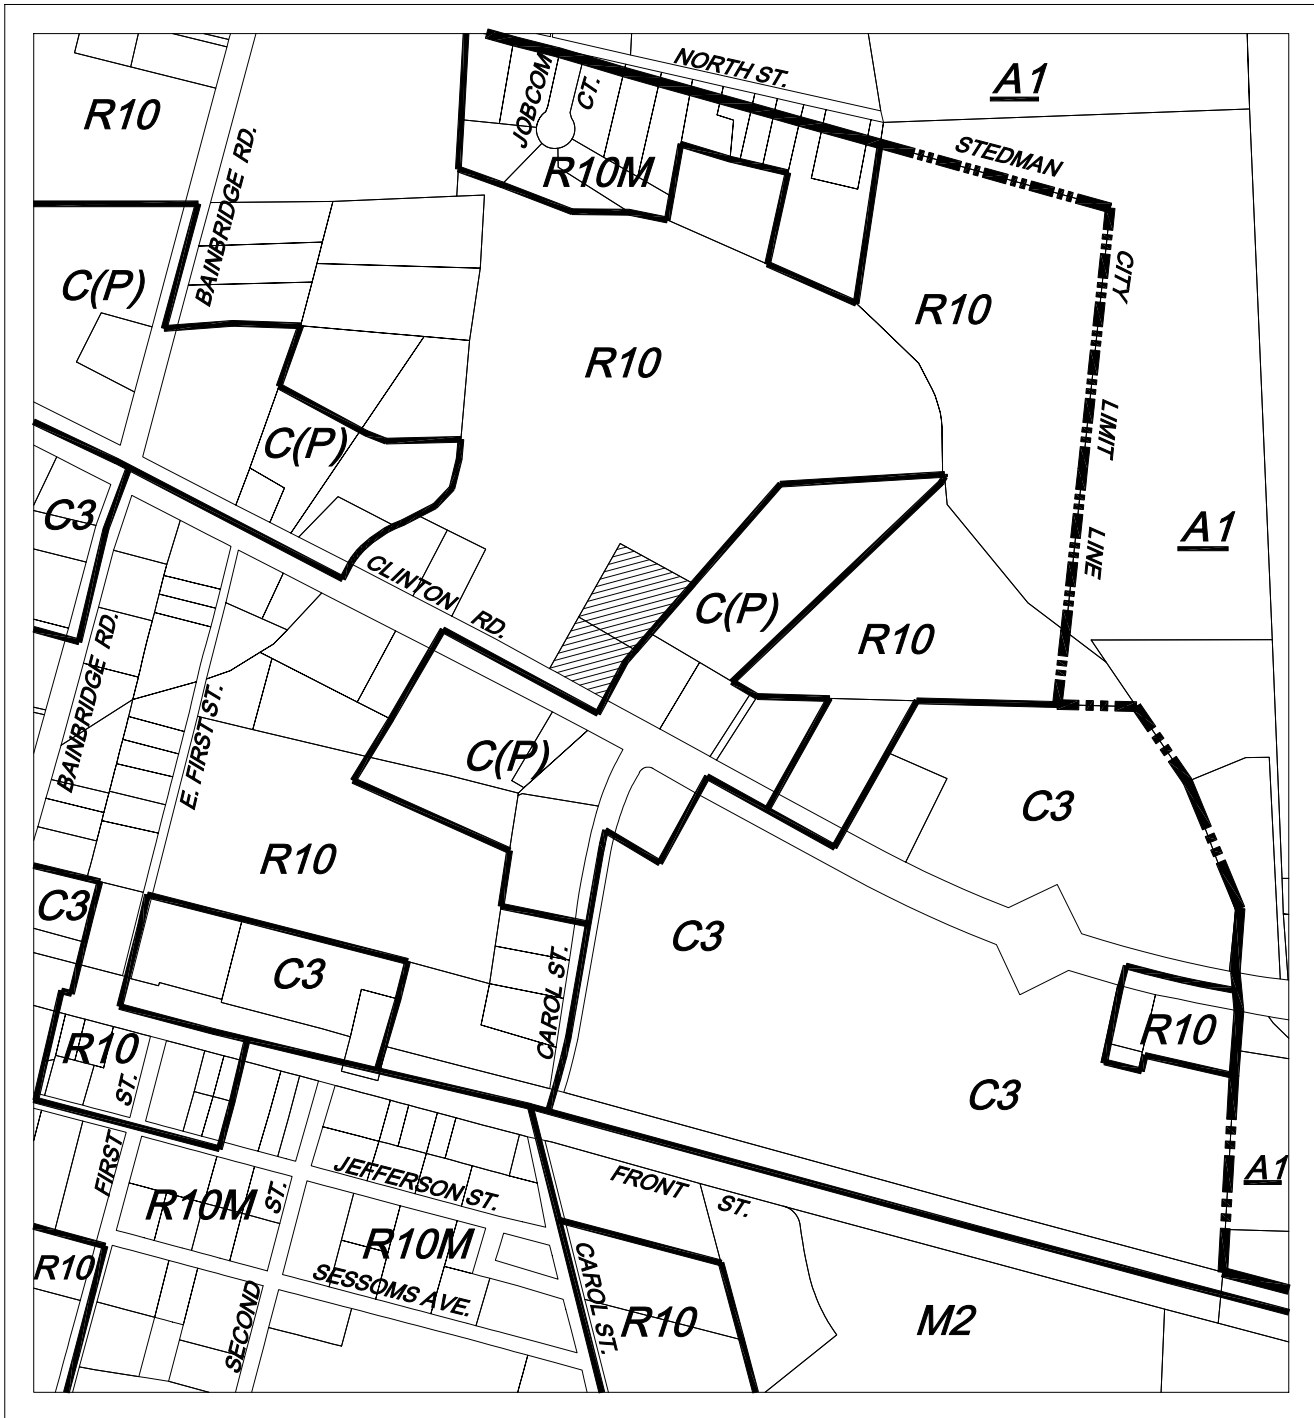 NORTH ST.
A1
JOBCOM CT.
R10
BAINBRIDGE RD.
STEDMAN CITY LIMIT LINE
R10M
C(P)
R10
R10
C(P)
C3
A1
CLINTON RD.
C(P)
R10
BAINBRIDGE RD.
E. FIRST ST.
C(P)
C3
R10
C3
C3
C3
CAROL ST.
R10
R10
C3
FIRST ST.
JEFFERSON ST.
FRONT ST.
A1
R10M
SECOND ST.
R10M
R10
SESSOMS AVE.
CAROL ST.
R10
M2